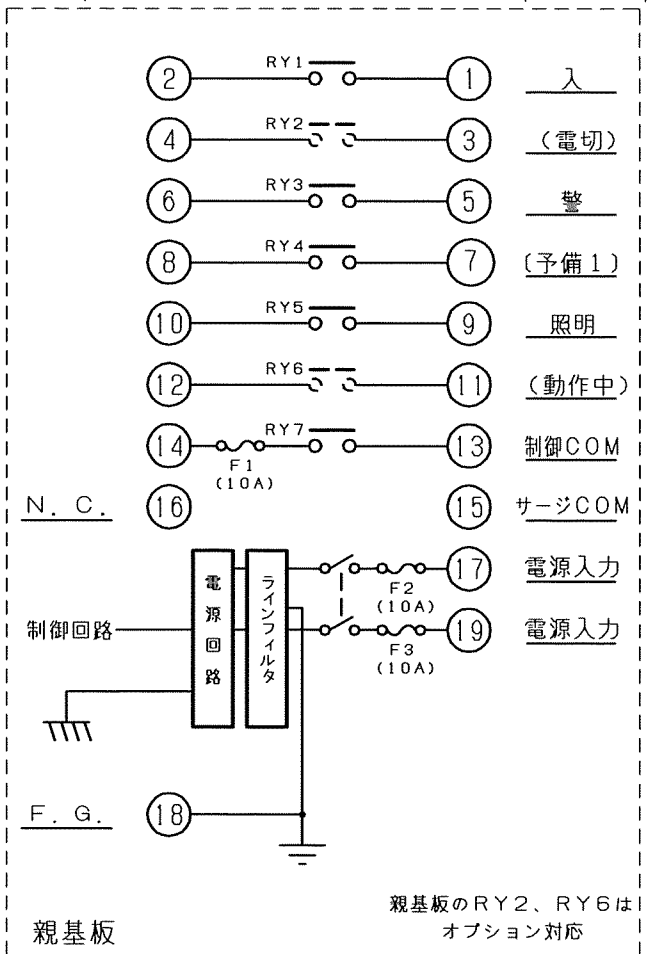 ② RY1 ① 入
④ RY2 ③ （電切）
⑥ RY3 ⑤ 警
⑧ RY4 ⑦ （予備１）
⑩ RY5 ⑨ 照明
⑫ RY6 ⑪ （動作中）
⑭ RY7 ⑬ 制御COM
F1
(10A)
N. C. ⑯ ⑮ サージCOM
⑰ 電源入力
F2
(10A)
制御回路 電源回路 ラインフィルタ ⑲ 電源入力
F3
(10A)
F. G. ⑱
親基板のRY2、RY6は
オプション対応
親基板